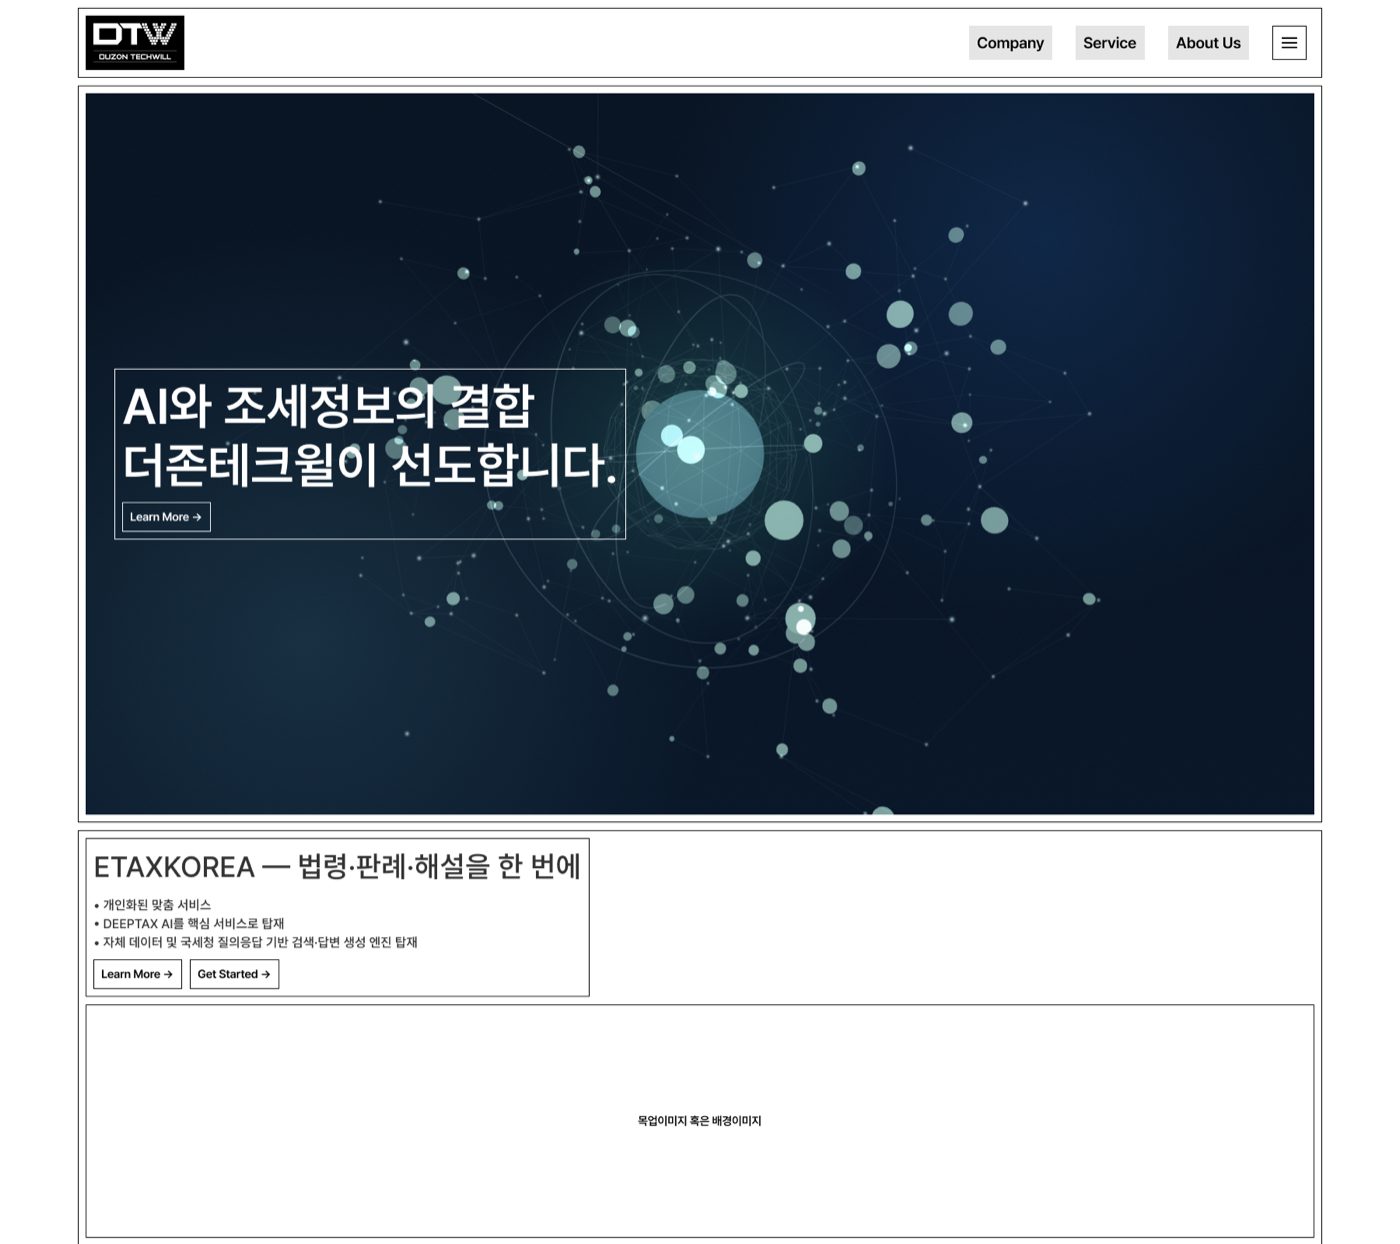 DTW
DUZON TECHWILL
Company
Service
About Us
AI와 조세정보의 결합
더존테크윌이 선도합니다.
Learn More →
ETAXKOREA — 법령·판례·해설을 한 번에
• 개인화된 맞춤 서비스
• DEEPTAX AI를 핵심 서비스로 탑재
• 자체 데이터 및 국세청 질의응답 기반 검색·답변 생성 엔진 탑재
Learn More →
Get Started →
목업이미지 혹은 배경이미지